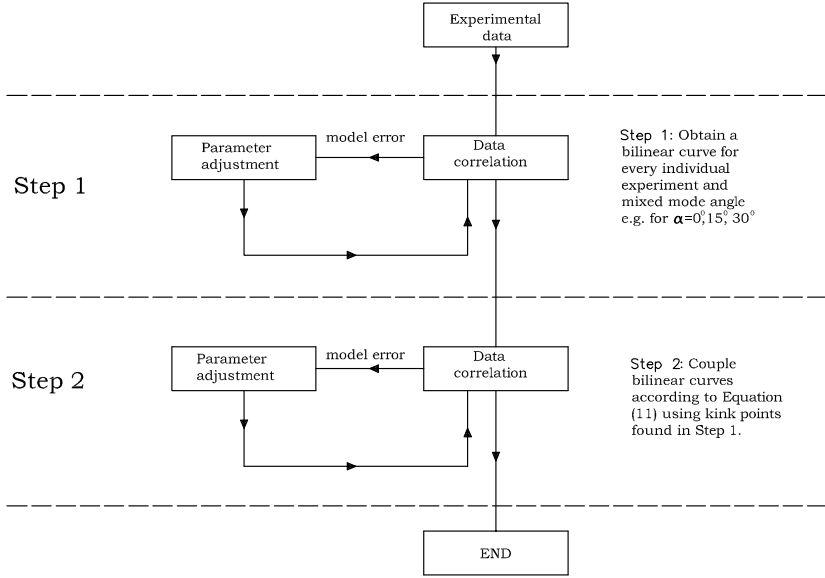 Experimental
data
Parameter
adjustment
model error
Data
correlation
Step 1
Step 1: Obtain a
bilinear curve for
every individual
experiment and
mixed mode angle
e.g. for α=0°,15°, 30°
Parameter
adjustment
model error
Data
correlation
Step 2
Step 2: Couple
bilinear curves
according to Equation
(11) using kink points
found in Step 1.
END